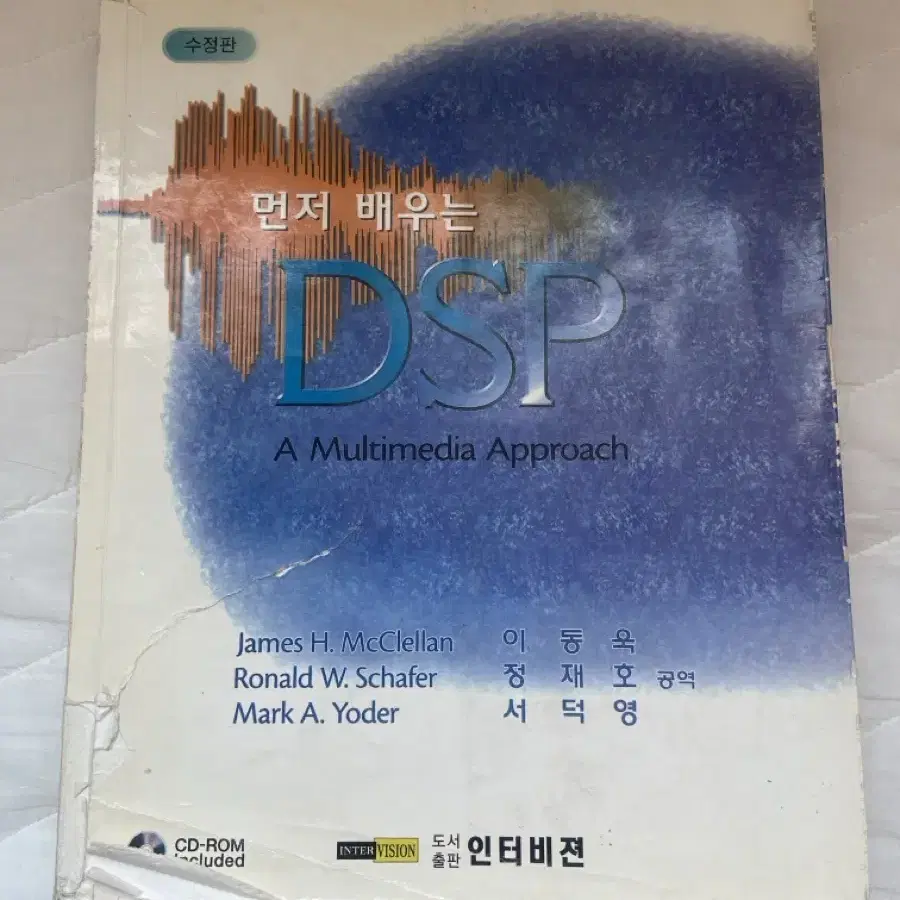 수정판
먼저 배우는
DSP
A Multimedia Approach
James H. McClellan 이동욱
Ronald W. Schafer 정재호 공역
Mark A. Yoder 서덕영
CD-ROM
Included
INTERVISION
도서
출판 인터비젼